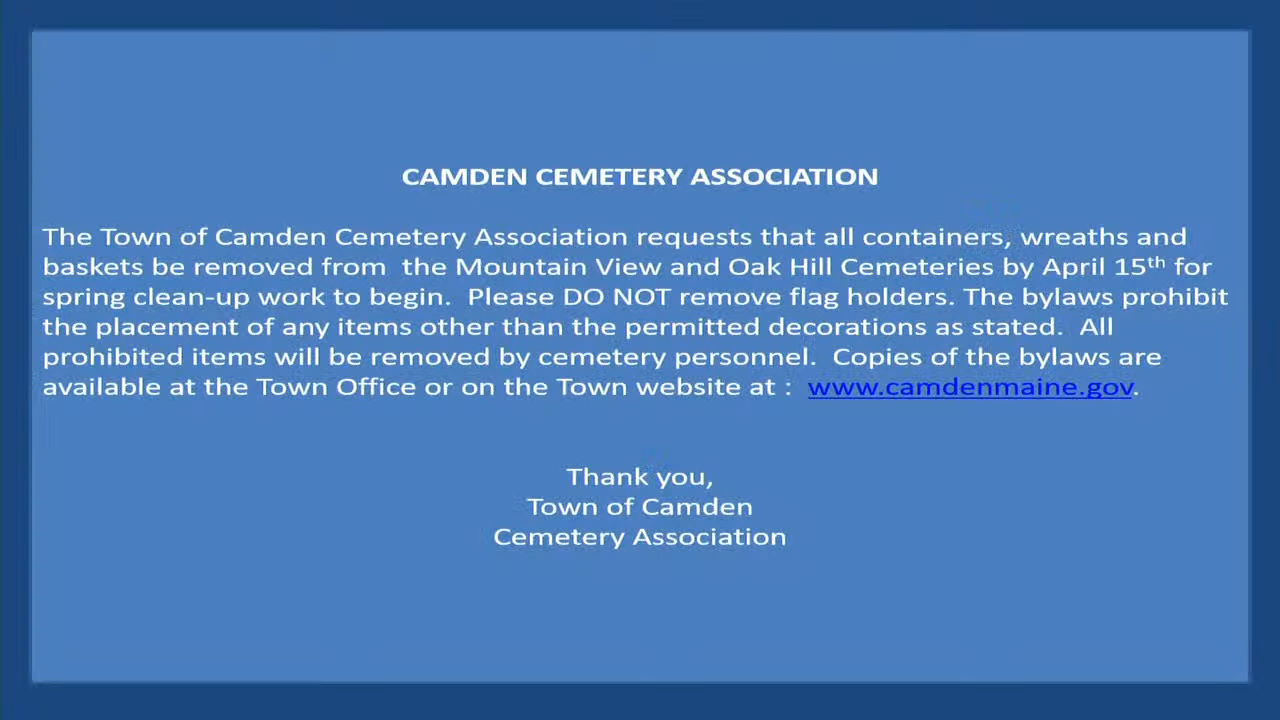 CAMDEN CEMETERY ASSOCIATION
The Town of Camden Cemetery Association requests that all containers, wreaths and
baskets be removed from  the Mountain View and Oak Hill Cemeteries by April 15th for
spring clean-up work to begin.  Please DO NOT remove flag holders. The bylaws prohibit
the placement of any items other than the permitted decorations as stated.  All
prohibited items will be removed by cemetery personnel.  Copies of the bylaws are
available at the Town Office or on the Town website at :  www.camdenmaine.gov.
Thank you,
Town of Camden
Cemetery Association